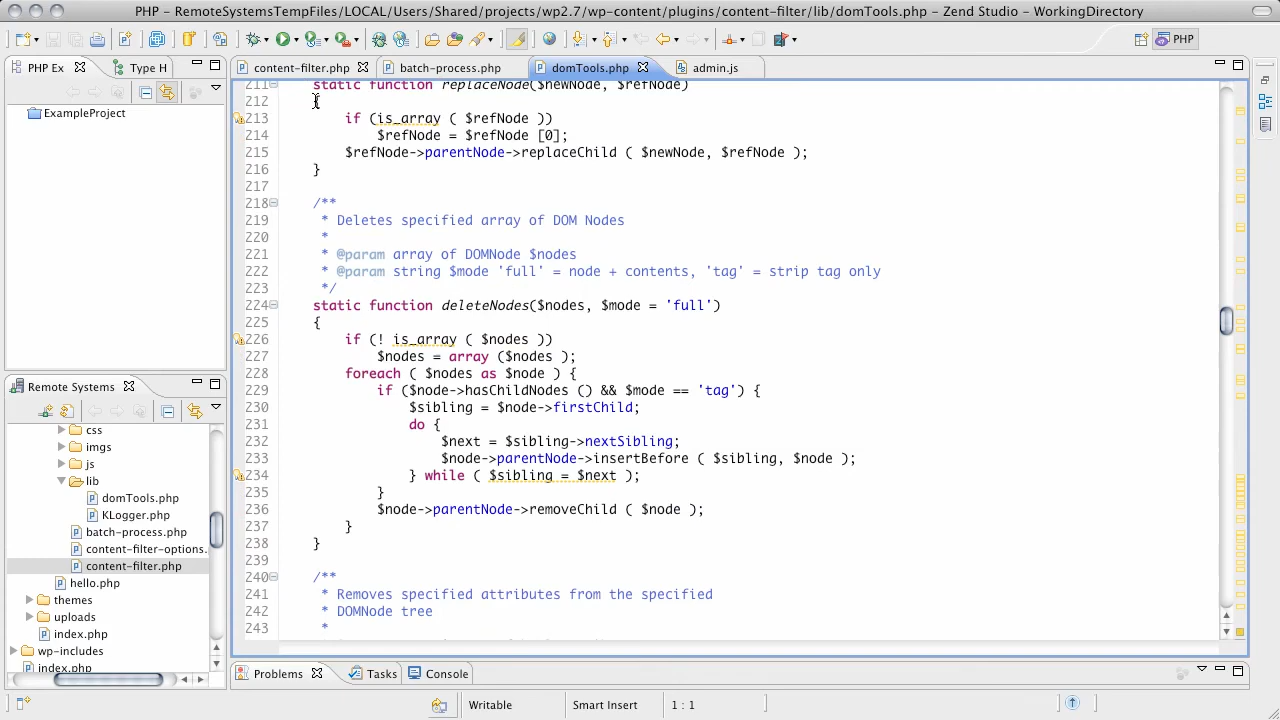 PHP - RemoteSystemsTempFiles/LOCAL/Users/Shared/projects/wp2.7/wp-content/plugins/content-filter/lib/domTools.php - Zend Studio - WorkingDirectory
PHP
PHP Ex
Type H
ExampleProject
Remote Systems
css
imgs
js
lib
domTools.php
KLogger.php
batch-process.php
content-filter-options.
content-filter.php
hello.php
themes
uploads
index.php
wp-includes
index.php
content-filter.php
batch-process.php
domTools.php
admin.js
211 static function replaceNode($newNode, $refNode)
212 {
213 if (is_array ( $refNode ))
214 $refNode = $refNode [0];
215 $refNode->parentNode->replaceChild ( $newNode, $refNode );
216 }
217
218 /**
219 * Deletes specified array of DOM Nodes
220 *
221 * @param array of DOMNode $nodes
222 * @param string $mode 'full' = node + contents, 'tag' = strip tag only
223 */
224 static function deleteNodes($nodes, $mode = 'full')
225 {
226 if (! is_array ( $nodes ))
227 $nodes = array ($nodes );
228 foreach ( $nodes as $node ) {
229 if ($node->hasChildNodes () && $mode == 'tag') {
230 $sibling = $node->firstChild;
231 do {
232 $next = $sibling->nextSibling;
233 $node->parentNode->insertBefore ( $sibling, $node );
234 } while ( $sibling = $next );
235 }
236 $node->parentNode->removeChild ( $node );
237 }
238 }
239
240 /**
241 * Removes specified attributes from the specified
242 * DOMNode tree
243 *
Problems
Tasks
Console
Writable
Smart Insert
1 : 1